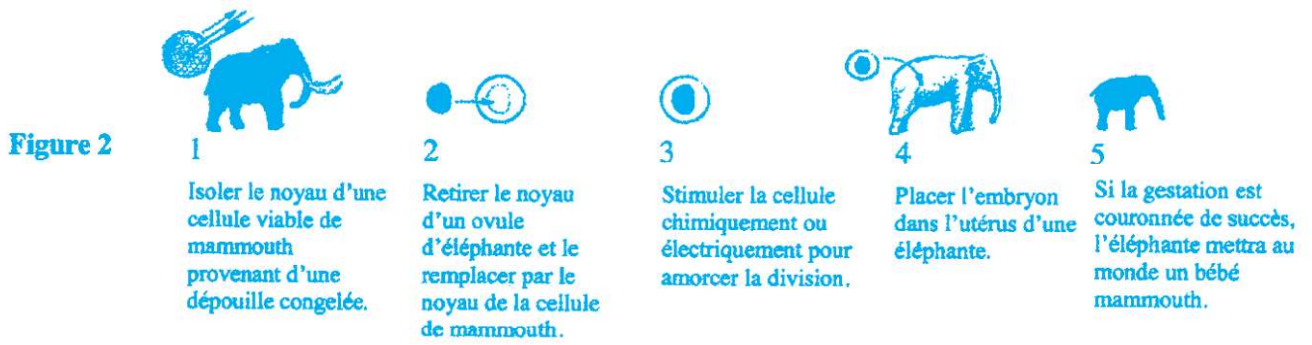 Figure 2
1
Isoler le noyau d'une
cellule viable de
mammouth
provenant d'une
dépouille congelée.
2
Retirer le noyau
d'un ovule
d'éléphante et le
remplacer par le
noyau de la cellule
de mammouth.
3
Stimuler la cellule
chimiquement ou
électriquement pour
amorcer la division.
4
Placer l'embryon
dans l'utérus d'une
éléphante.
5
Si la gestation est
couronnée de succès,
l'éléphante mettra au
monde un bébé
mammouth.